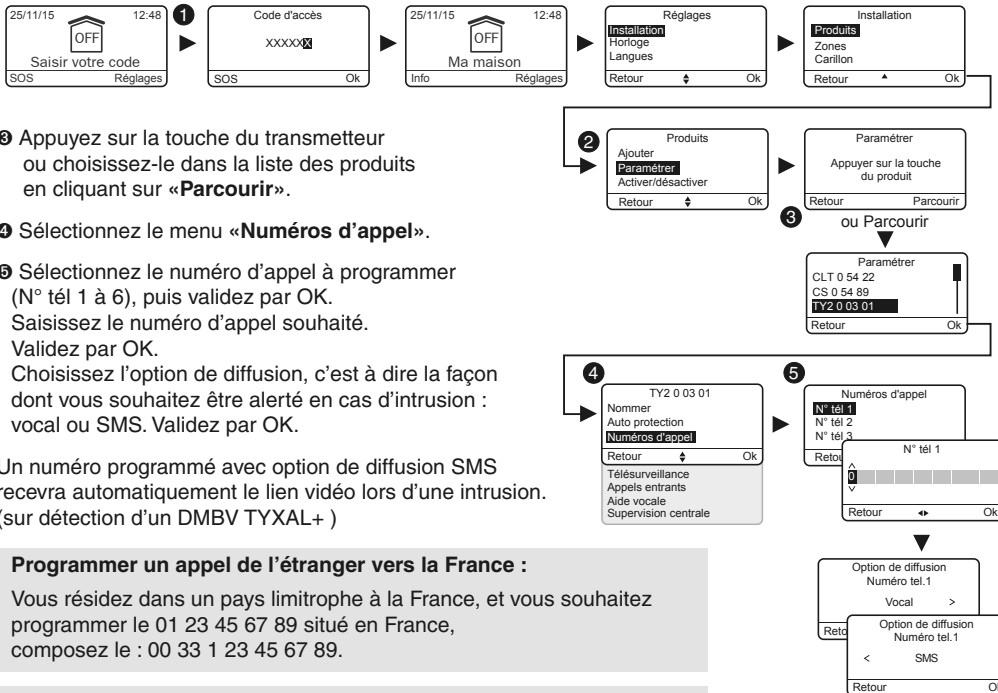 25/11/15 12:48
OFF
Saisir votre code
SOS Réglages
1
Code d'accès
XXXXXX
SOS Ok
25/11/15 12:48
OFF
Ma maison
Info Réglages
Réglages
Installation
Horloge
Langues
Retour Ok
Installation
Produits
Zones
Carillon
Retour Ok
3 Appuyez sur la touche du transmetteur
ou choisissez-le dans la liste des produits
en cliquant sur «Parcourir».
4 Sélectionnez le menu «Numéros d'appel».
5 Sélectionnez le numéro d'appel à programmer
(N° tél 1 à 6), puis validez par OK.
Saisissez le numéro d'appel souhaité.
Validez par OK.
Choisissez l'option de diffusion, c'est à dire la façon
dont vous souhaitez être alerté en cas d'intrusion :
vocal ou SMS. Validez par OK.
Un numéro programmé avec option de diffusion SMS
recevra automatiquement le lien vidéo lors d'une intrusion.
(sur détection d'un DMBV TYXAL+ )
Programmer un appel de l'étranger vers la France :
Vous résidez dans un pays limitrophe à la France, et vous souhaitez
programmer le 01 23 45 67 89 situé en France,
composez le : 00 33 1 23 45 67 89.
2
Produits
Ajouter
Paramétrer
Activer/désactiver
Retour Ok
Paramétrer
Appuyer sur la touche
du produit
Retour Parcourir
3
ou Parcourir
Paramétrer
CLT 0 54 22
CS 0 54 89
TY2 0 03 01
Retour Ok
4
TY2 0 03 01
Nommer
Auto protection
Numéros d'appel
Retour Ok
Télésurveillance
Appels entrants
Aide vocale
Supervision centrale
5
Numéros d'appel
N° tél 1
N° tél 2
N° tél 3
Retou
N° tél 1
0
Retour Ok
Option de diffusion
Numéro tel.1
Vocal >
Reto
Option de diffusion
Numéro tel.1
< SMS
Retour O